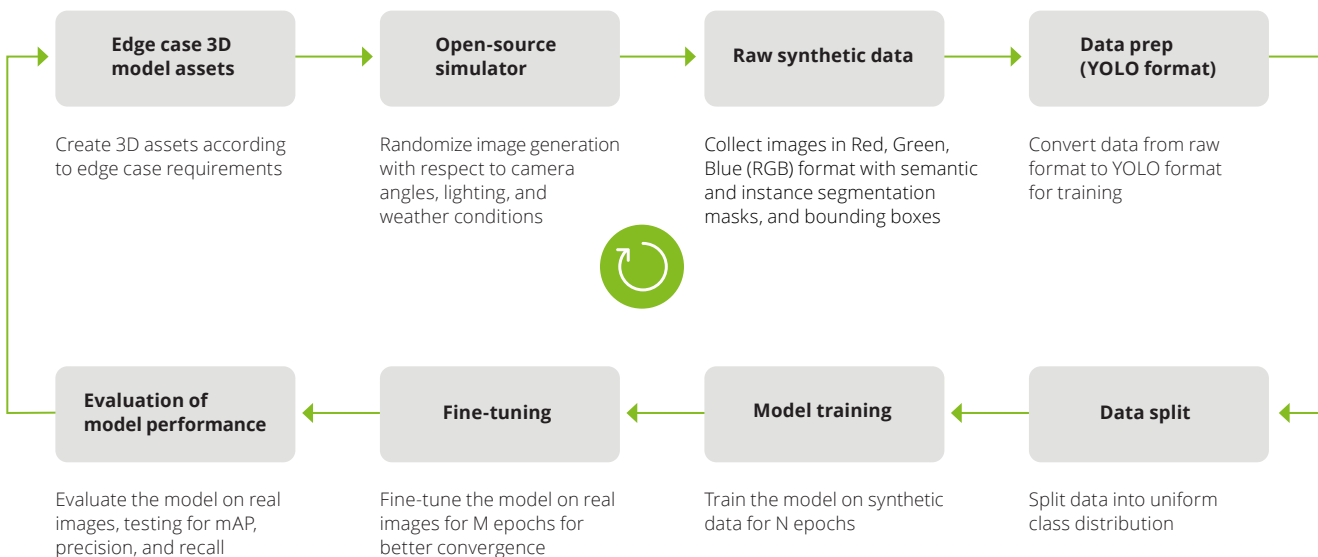 Edge case 3D
model assets
Create 3D assets according
to edge case requirements
Open-source
simulator
Randomize image generation
with respect to camera
angles, lighting, and
weather conditions
Raw synthetic data
Collect images in Red, Green,
Blue (RGB) format with semantic
and instance segmentation
masks, and bounding boxes
Data prep
(YOLO format)
Convert data from raw
format to YOLO format
for training
Data split
Split data into uniform
class distribution
Model training
Train the model on synthetic
data for N epochs
Fine-tuning
Fine-tune the model on real
images for M epochs for
better convergence
Evaluation of
model performance
Evaluate the model on real
images, testing for mAP,
precision, and recall